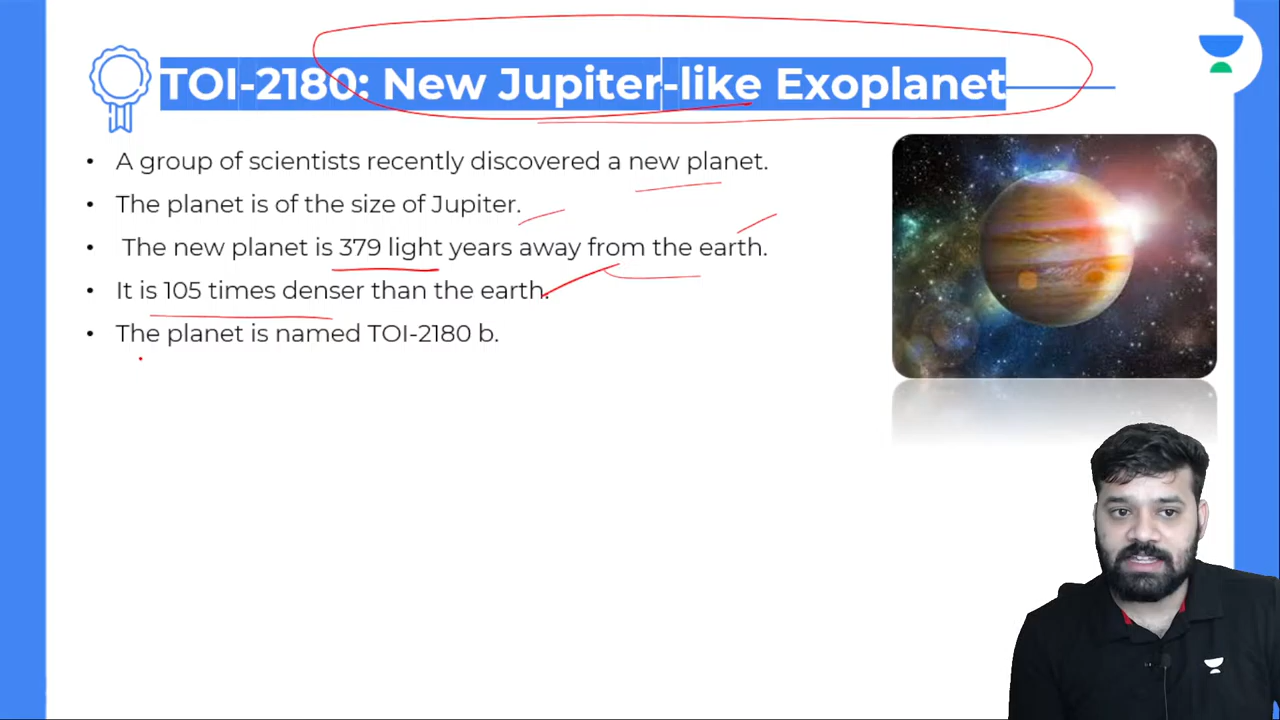 TOI-2180: New Jupiter-like Exoplanet
• A group of scientists recently discovered a new planet.
• The planet is of the size of Jupiter.
• The new planet is 379 light years away from the earth.
• It is 105 times denser than the earth.
• The planet is named TOI-2180 b.